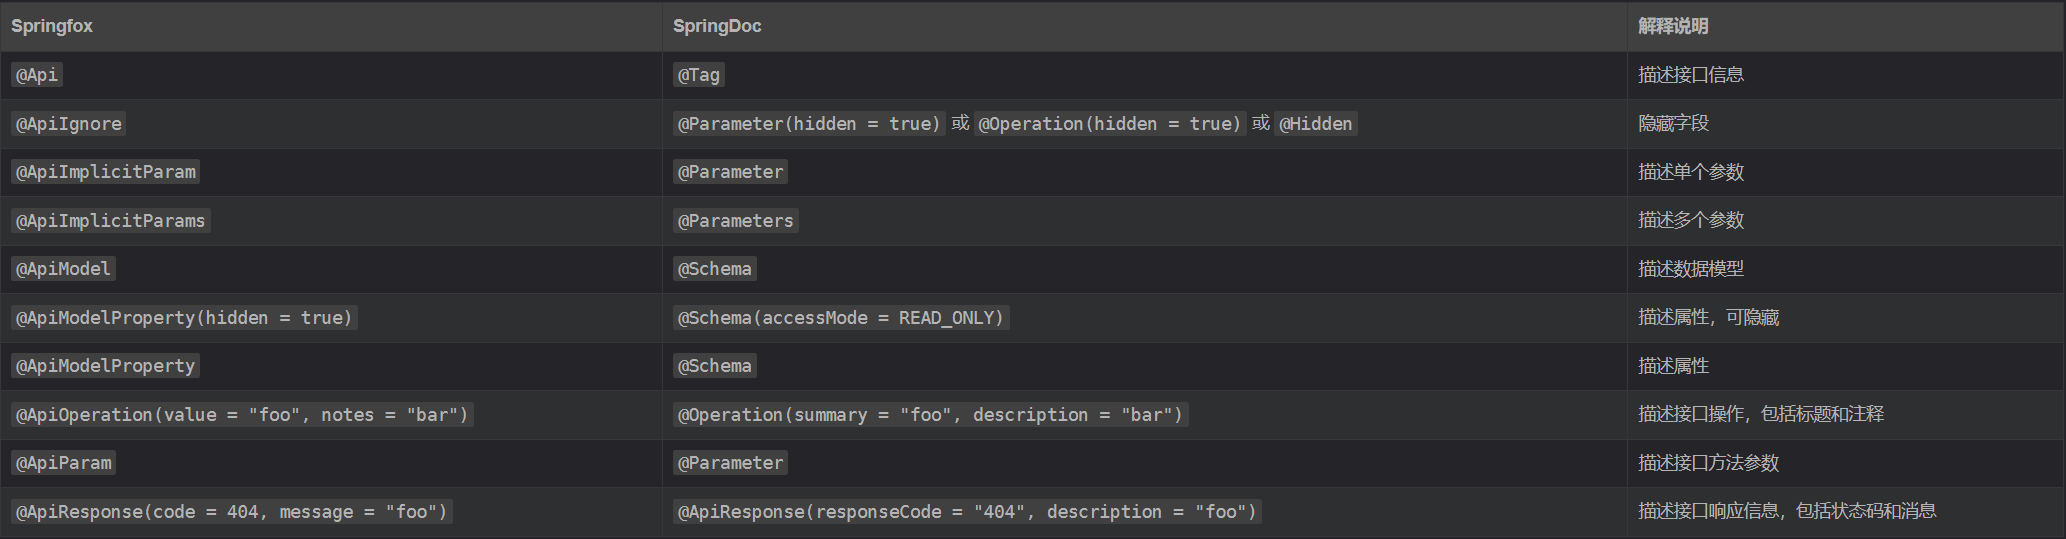 Springfox SpringDoc 解释说明
@Api @Tag 描述接口信息
@ApiIgnore @Parameter(hidden = true) 或 @Operation(hidden = true) 或 @Hidden 隐藏字段
@ApiImplicitParam @Parameter 描述单个参数
@ApiImplicitParams @Parameters 描述多个参数
@ApiModel @Schema 描述数据模型
@ApiModelProperty(hidden = true) @Schema(accessMode = READ_ONLY) 描述属性，可隐藏
@ApiModelProperty @Schema 描述属性
@ApiOperation(value = "foo", notes = "bar") @Operation(summary = "foo", description = "bar") 描述接口操作，包括标题和注释
@ApiParam @Parameter 描述接口方法参数
@ApiResponse(code = 404, message = "foo") @ApiResponse(responseCode = "404", description = "foo") 描述接口响应信息，包括状态码和消息